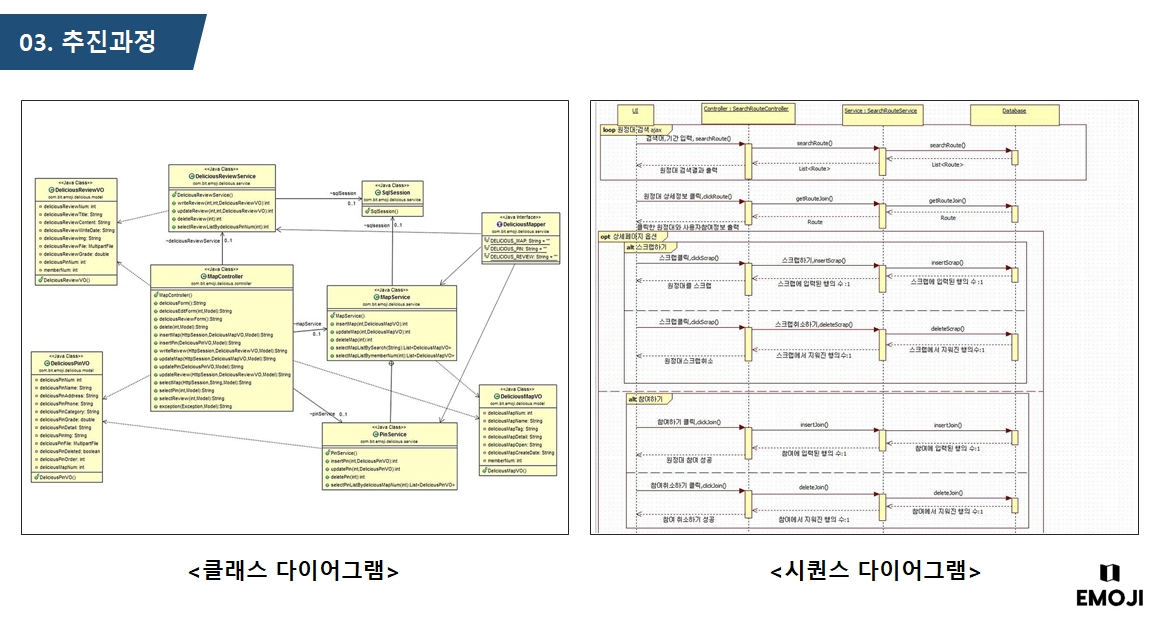 03. 추진과정
<<Java Class>>
DeliciousReviewVO
com.bit.emoji.delicious.model
deliciousReviewNum: int
deliciousReviewTitle: String
deliciousReviewContent: String
deliciousReviewWriteDate: String
deliciousReviewImg: String
deliciousReviewFile: MultipartFile
deliciousReviewGrade: double
deliciousPinNum: int
memberNum: int
DeliciousReviewVO()
<<Java Class>>
DeliciousReviewService
com.bit.emoji.delicious.service
DeliciousReviewService()
writeReview(int,int,DeliciousReviewVO):int
updateReview(int,int,DeliciousReviewVO):int
deleteReview(int):int
selectReviewListByDeliciousPinNum(int):int
~sqlSession
0..1
<<Java Class>>
SqlSession
com.bit.emoji.delicious.service
SqlSession()
~sqlsession 0..1
<<Java Interface>>
DeliciousMapper
com.bit.emoji.delicious.service
DELICIOUS_MAP: String = ""
DELICIOUS_PIN: String = ""
DELICIOUS_REVIEW: String = ""
~deliciousReviewService 0..1
<<Java Class>>
MapController
com.bit.emoji.delicious.controller
MapController()
deliciousForm():String
deliciousEditForm(int,Model):String
deliciousReviewForm():String
delete(int,Model):String
insertMap(HttpSession,DeliciousMapVO,Model):String
insertPin(DeliciousPinVO,Model):String
writeReivew(HttpSession,DeliciousReviewVO,Model):String
updateMap(HttpSession,DeliciousMapVO,Model):String
updatePin(DeliciousPinVO,Model):String
updateReview(HttpSession,DeliciousReviewVO,Model):String
selectMap(HttpSession,String,Model):String
selectPin(int,Model):String
selectReview(int,Model):String
exception(Exception,Model):String
~mapService
0..1
<<Java Class>>
MapService
com.bit.emoji.delicious.service
MapService()
insertMap(int,DeliciousMapVO):int
updateMap(int,DeliciousMapVO):int
deleteMap(int):int
selectMapListBySearch(String):List<DeliciousMapVO>
selectMapListBymemberNum(int):List<DeliciousMapVO>
<<Java Class>>
DeliciousPinVO
com.bit.emoji.delicious.model
deliciousPinNum: int
deliciousPinName: String
deliciousPinAddress: String
deliciousPinPhone: String
deliciousPinCategory: String
deliciousPinGrade: double
deliciousPinDetail: String
deliciousPinImg: String
deliciousPinFile: MultipartFile
deliciousPinDeleted: boolean
deliciousPinOrder: int
deliciousMapNum: int
DeliciousPinVO()
~pinService 0..1
<<Java Class>>
PinService
com.bit.emoji.delicious.service
PinService()
insertPin(int,DeliciousPinVO):int
updatePin(int,DeliciousPinVO):int
deletePin(int):int
selectPinListBydeliciousMapNum(int):List<DeliciousPinVO>
<<Java Class>>
DeliciousMapVO
com.bit.emoji.delicious.model
deliciousMapNum: int
deliciousMapName: String
deliciousMapTag: String
deliciousMapDetail: String
deliciousMapOpen: String
deliciousMapCreateDate: String
memberNum: int
DeliciousMapVO()
<클래스 다이어그램>
UI
Controller : SearchRouteController
Service : SearchRouteService
Database
loop 원정대 검색 ajax
검색어,기간 입력, searchRoute()
searchRoute()
searchRoute()
List<Route>
List<Route>
원정대 검색결과 출력
원정대 상세정보 클릭,clickRoute()
getRouteJoin()
getRouteJoin()
Route
Route
클릭한 원정대와 사용자참여정보 출력
opt 상세페이지 옵션
alt 스크랩하기
스크랩클릭,clickScrap()
스크랩하기,insertScrap()
insertScrap()
스크랩에 입력된 행의 수 :1
스크랩에 입력된 행의 수 :1
원정대를 스크랩
스크랩클릭,clickScrap()
스크랩취소하기,deleteScrap()
deleteScrap()
스크랩에서 지워진 행의수:1
스크랩에서 지워진 행의수:1
원정대스크랩취소
alt 참여하기
참여하기 클릭,clickJoin()
insertJoin()
insertJoin()
참여에 입력된 행의 수 :1
참여에 입력된 행의 수:1
원정대 참여 성공
참여취소하기 클릭,clickJoin()
deleteJoin()
deleteJoin()
참여에서 지워진 행의 수:1
참여에서 지워진 행의 수:1
참여 취소하기 성공
<시퀀스 다이어그램>
EMOJI